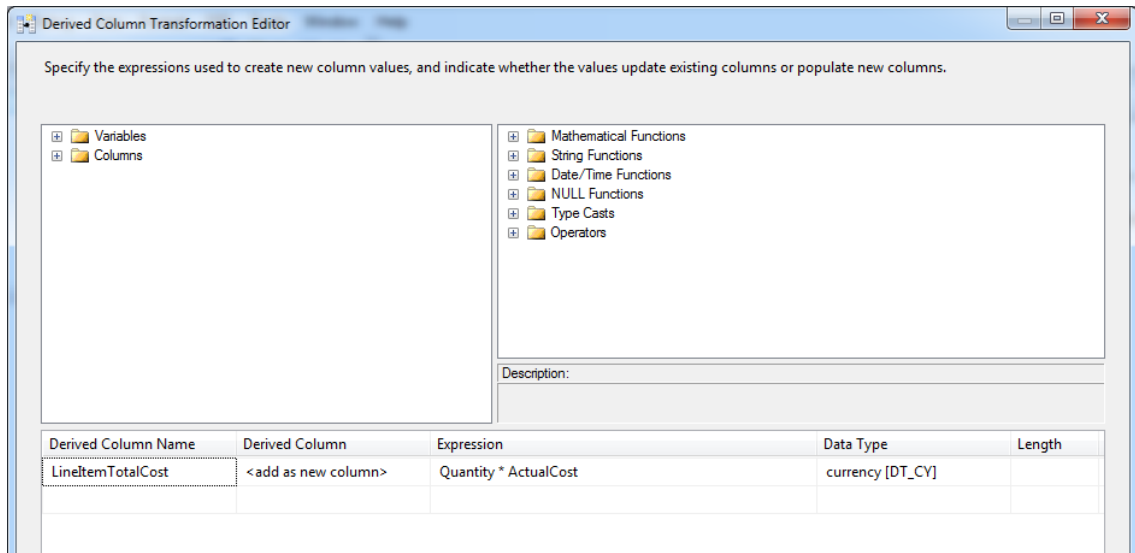 Derived Column Transformation Editor
Specify the expressions used to create new column values, and indicate whether the values update existing columns or populate new columns.
Variables
Columns
Mathematical Functions
String Functions
Date/Time Functions
NULL Functions
Type Casts
Operators
Description:
Derived Column Name Derived Column Expression Data Type Length
LineItemTotalCost <add as new column> Quantity * ActualCost currency [DT_CY]